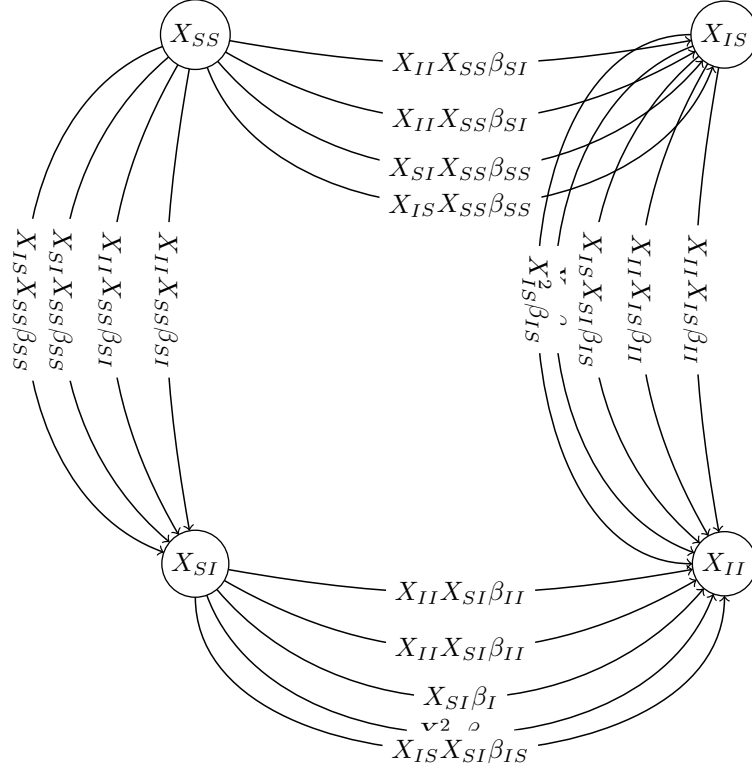 X_{SS}
X_{IS}
X_{II}X_{SS}β_{SI}
X_{II}X_{SS}β_{SI}
X_{SI}X_{SS}β_{SS}
X_{IS}X_{SS}β_{SS}
X_{IS}X_{SS}β_{SS}
X_{SI}X_{SS}β_{SS}
X_{II}X_{SS}β_{SI}
X_{II}X_{SS}β_{SI}
X_{IS}^2β_{IS}
X_{IS}X_{SI}β_{IS}
X_{II}X_{IS}β_{II}
X_{II}X_{IS}β_{II}
X_{SI}
X_{II}
X_{II}X_{SI}β_{II}
X_{II}X_{SI}β_{II}
X_{SI}β_{I}
X_{IS}X_{SI}β_{IS}